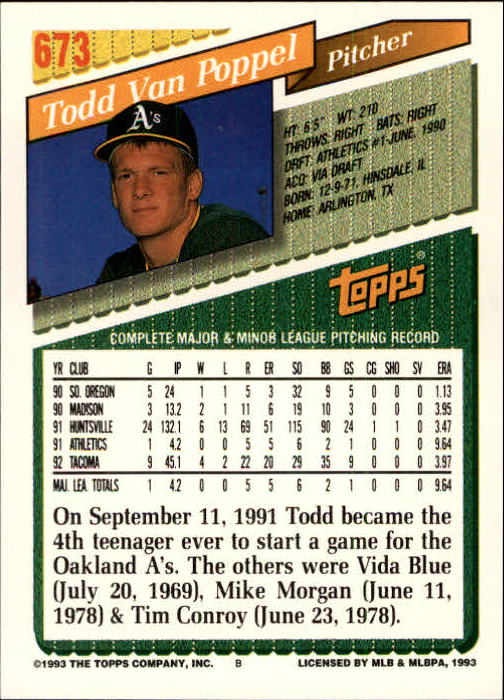 673
Todd Van Poppel
Pitcher
A's
HT: 6'5" WT: 210
THROWS: RIGHT BATS: RIGHT
DRFT: ATHLETICS #1-JUNE, 1990
ACQ: VIA DRAFT
BORN: 12-9-71, HINSDALE, IL
HOME: ARLINGTON, TX
Topps®
COMPLETE MAJOR & MINOR LEAGUE PITCHING RECORD
YR CLUB G IP W L R ER SO BB GS CG SHO SV ERA
90 SO. OREGON 5 24 1 1 5 3 32 9 5 0 0 0 1.13
90 MADISON 3 13.2 2 1 11 6 19 10 3 0 0 0 3.95
91 HUNTSVILLE 24 132.1 6 13 69 51 115 90 24 1 1 0 3.47
91 ATHLETICS 1 4.2 0 0 5 5 6 2 1 0 0 0 9.64
92 TACOMA 9 45.1 4 2 22 20 29 35 9 0 0 0 3.97
MAJ. LEA. TOTALS 1 4.2 0 0 5 5 6 2 1 0 0 0 9.64
On September 11, 1991 Todd became the
4th teenager ever to start a game for the
Oakland A's. The others were Vida Blue
(July 20, 1969), Mike Morgan (June 11,
1978) & Tim Conroy (June 23, 1978).
©1993 THE TOPPS COMPANY, INC. B LICENSED BY MLB & MLBPA, 1993